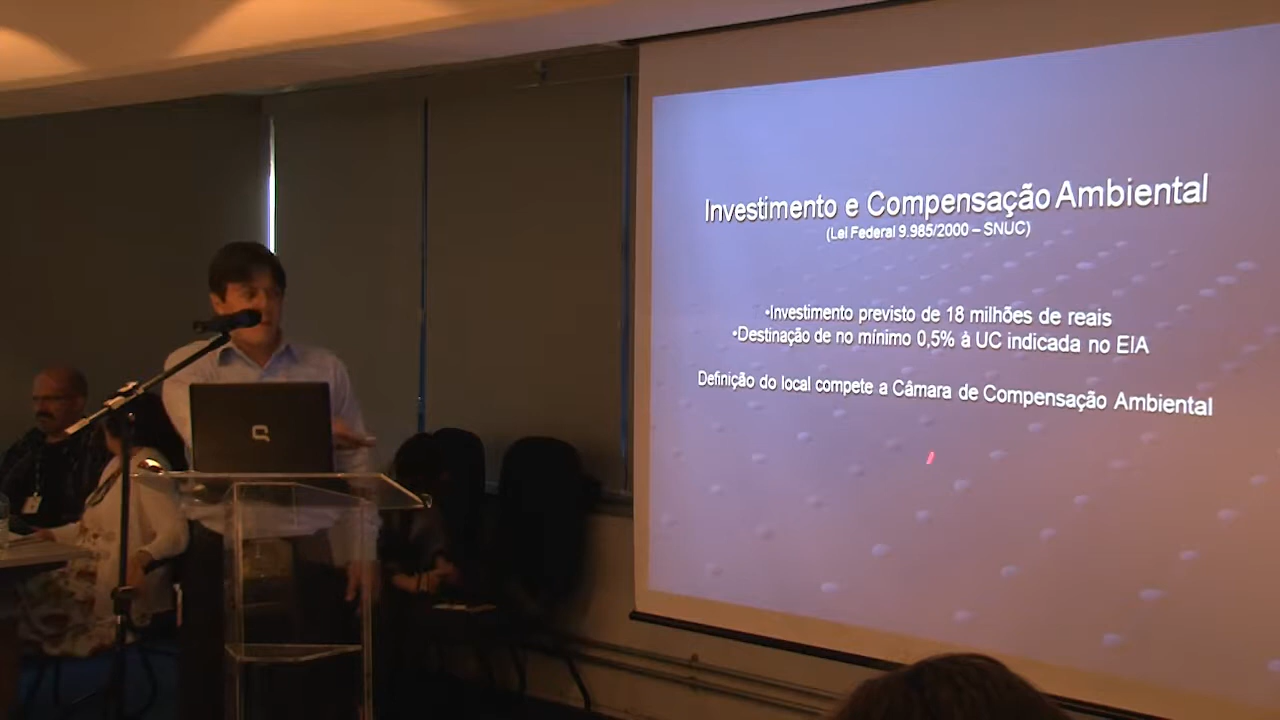 Investimento e Compensação Ambiental
(Lei Federal 9.985/2000 – SNUC)
•Investimento previsto de 18 milhões de reais
•Destinação de no mínimo 0,5% à UC indicada no EIA
Definição do local compete a Câmara de Compensação Ambiental